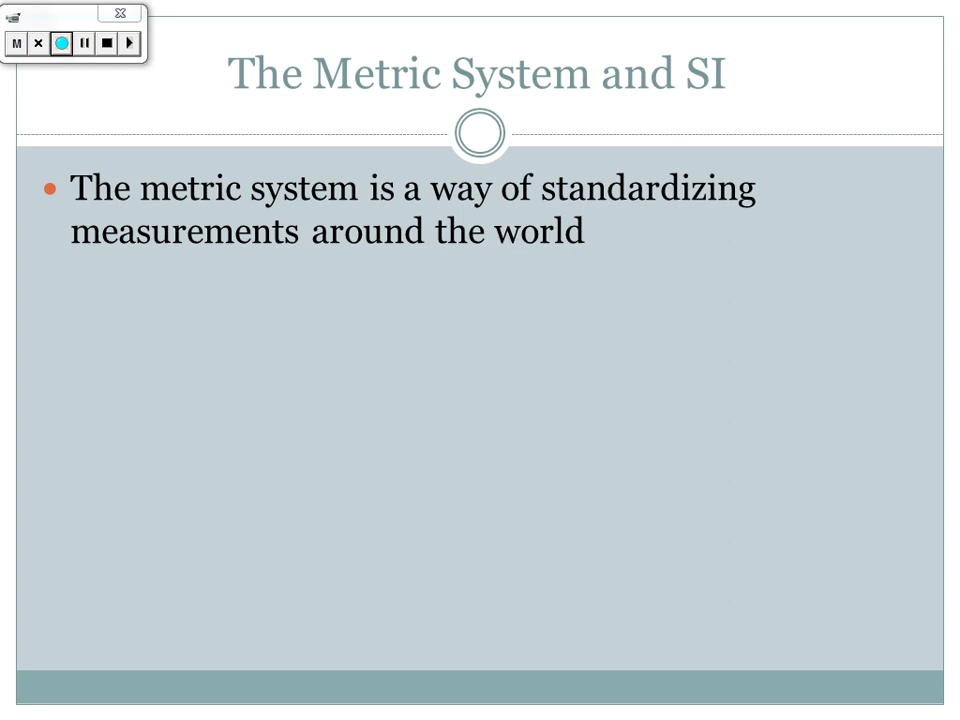 M
The Metric System and SI
The metric system is a way of standardizing
measurements around the world